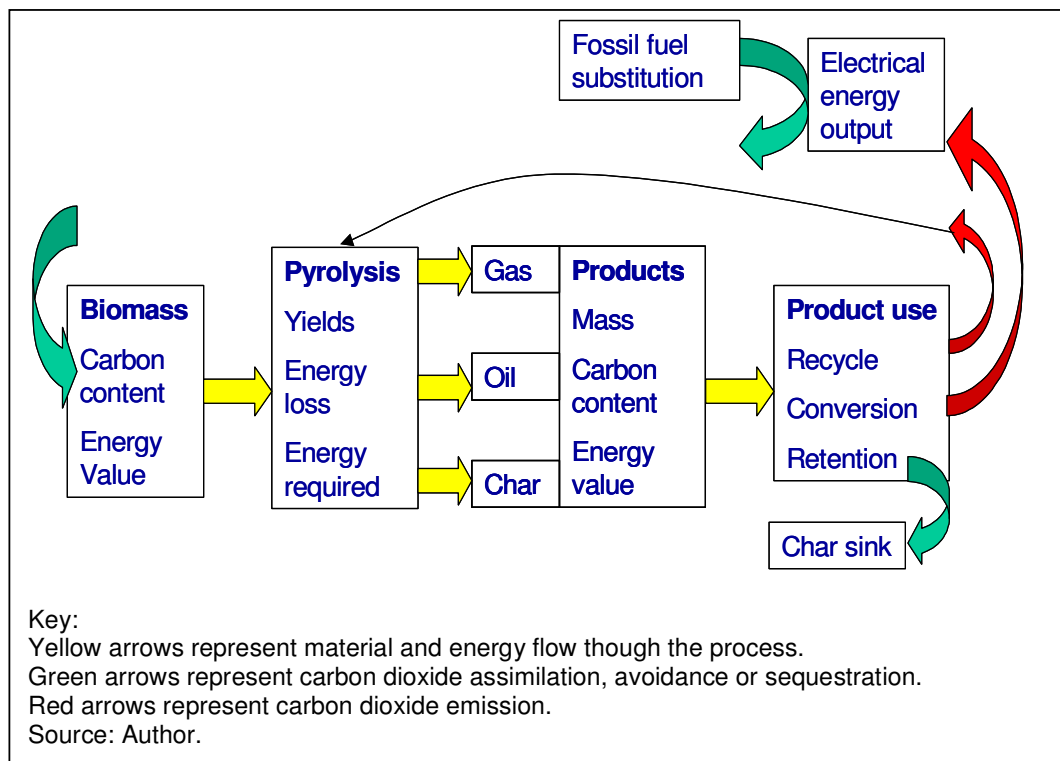 Fossil fuel
substitution
Electrical
energy
output
Biomass
Carbon
content
Energy
Value
Pyrolysis
Yields
Energy
loss
Energy
required
Gas
Oil
Char
Products
Mass
Carbon
content
Energy
value
Product use
Recycle
Conversion
Retention
Char sink
Key:
Yellow arrows represent material and energy flow though the process.
Green arrows represent carbon dioxide assimilation, avoidance or sequestration.
Red arrows represent carbon dioxide emission.
Source: Author.